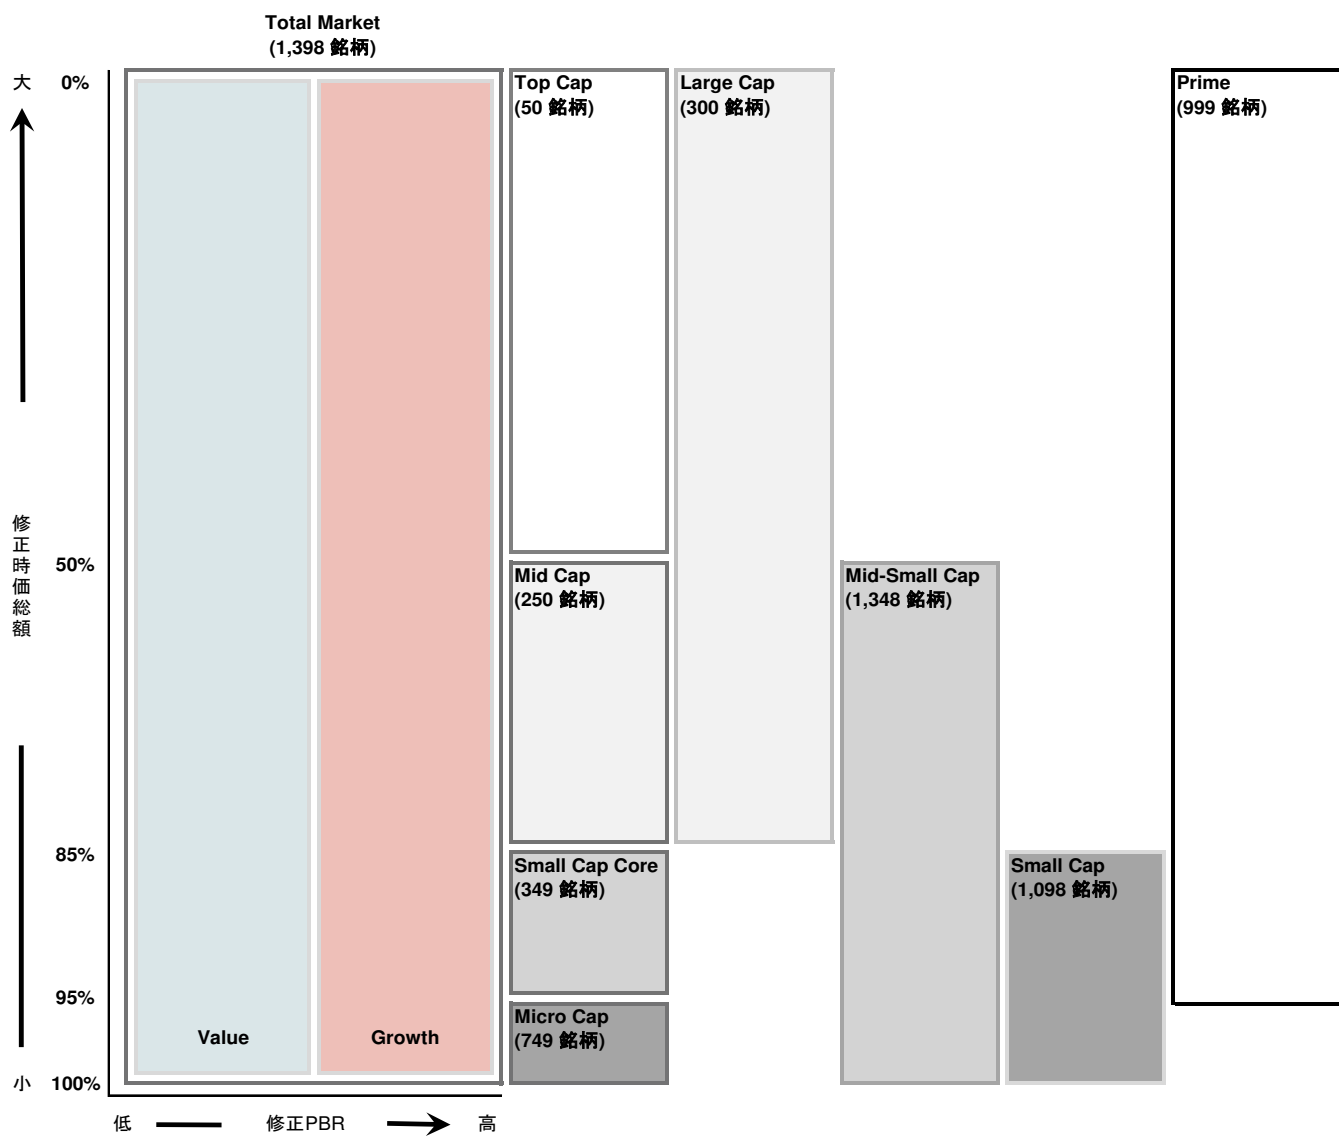 Total Market
(1,398 銘柄)
大
0%
Top Cap
(50 銘柄)
Large Cap
(300 銘柄)
Prime
(999 銘柄)
修正時価総額
50%
Mid Cap
(250 銘柄)
Mid-Small Cap
(1,348 銘柄)
85%
Small Cap Core
(349 銘柄)
Small Cap
(1,098 銘柄)
95%
Micro Cap
(749 銘柄)
Value
Growth
小
100%
低
修正PBR
高